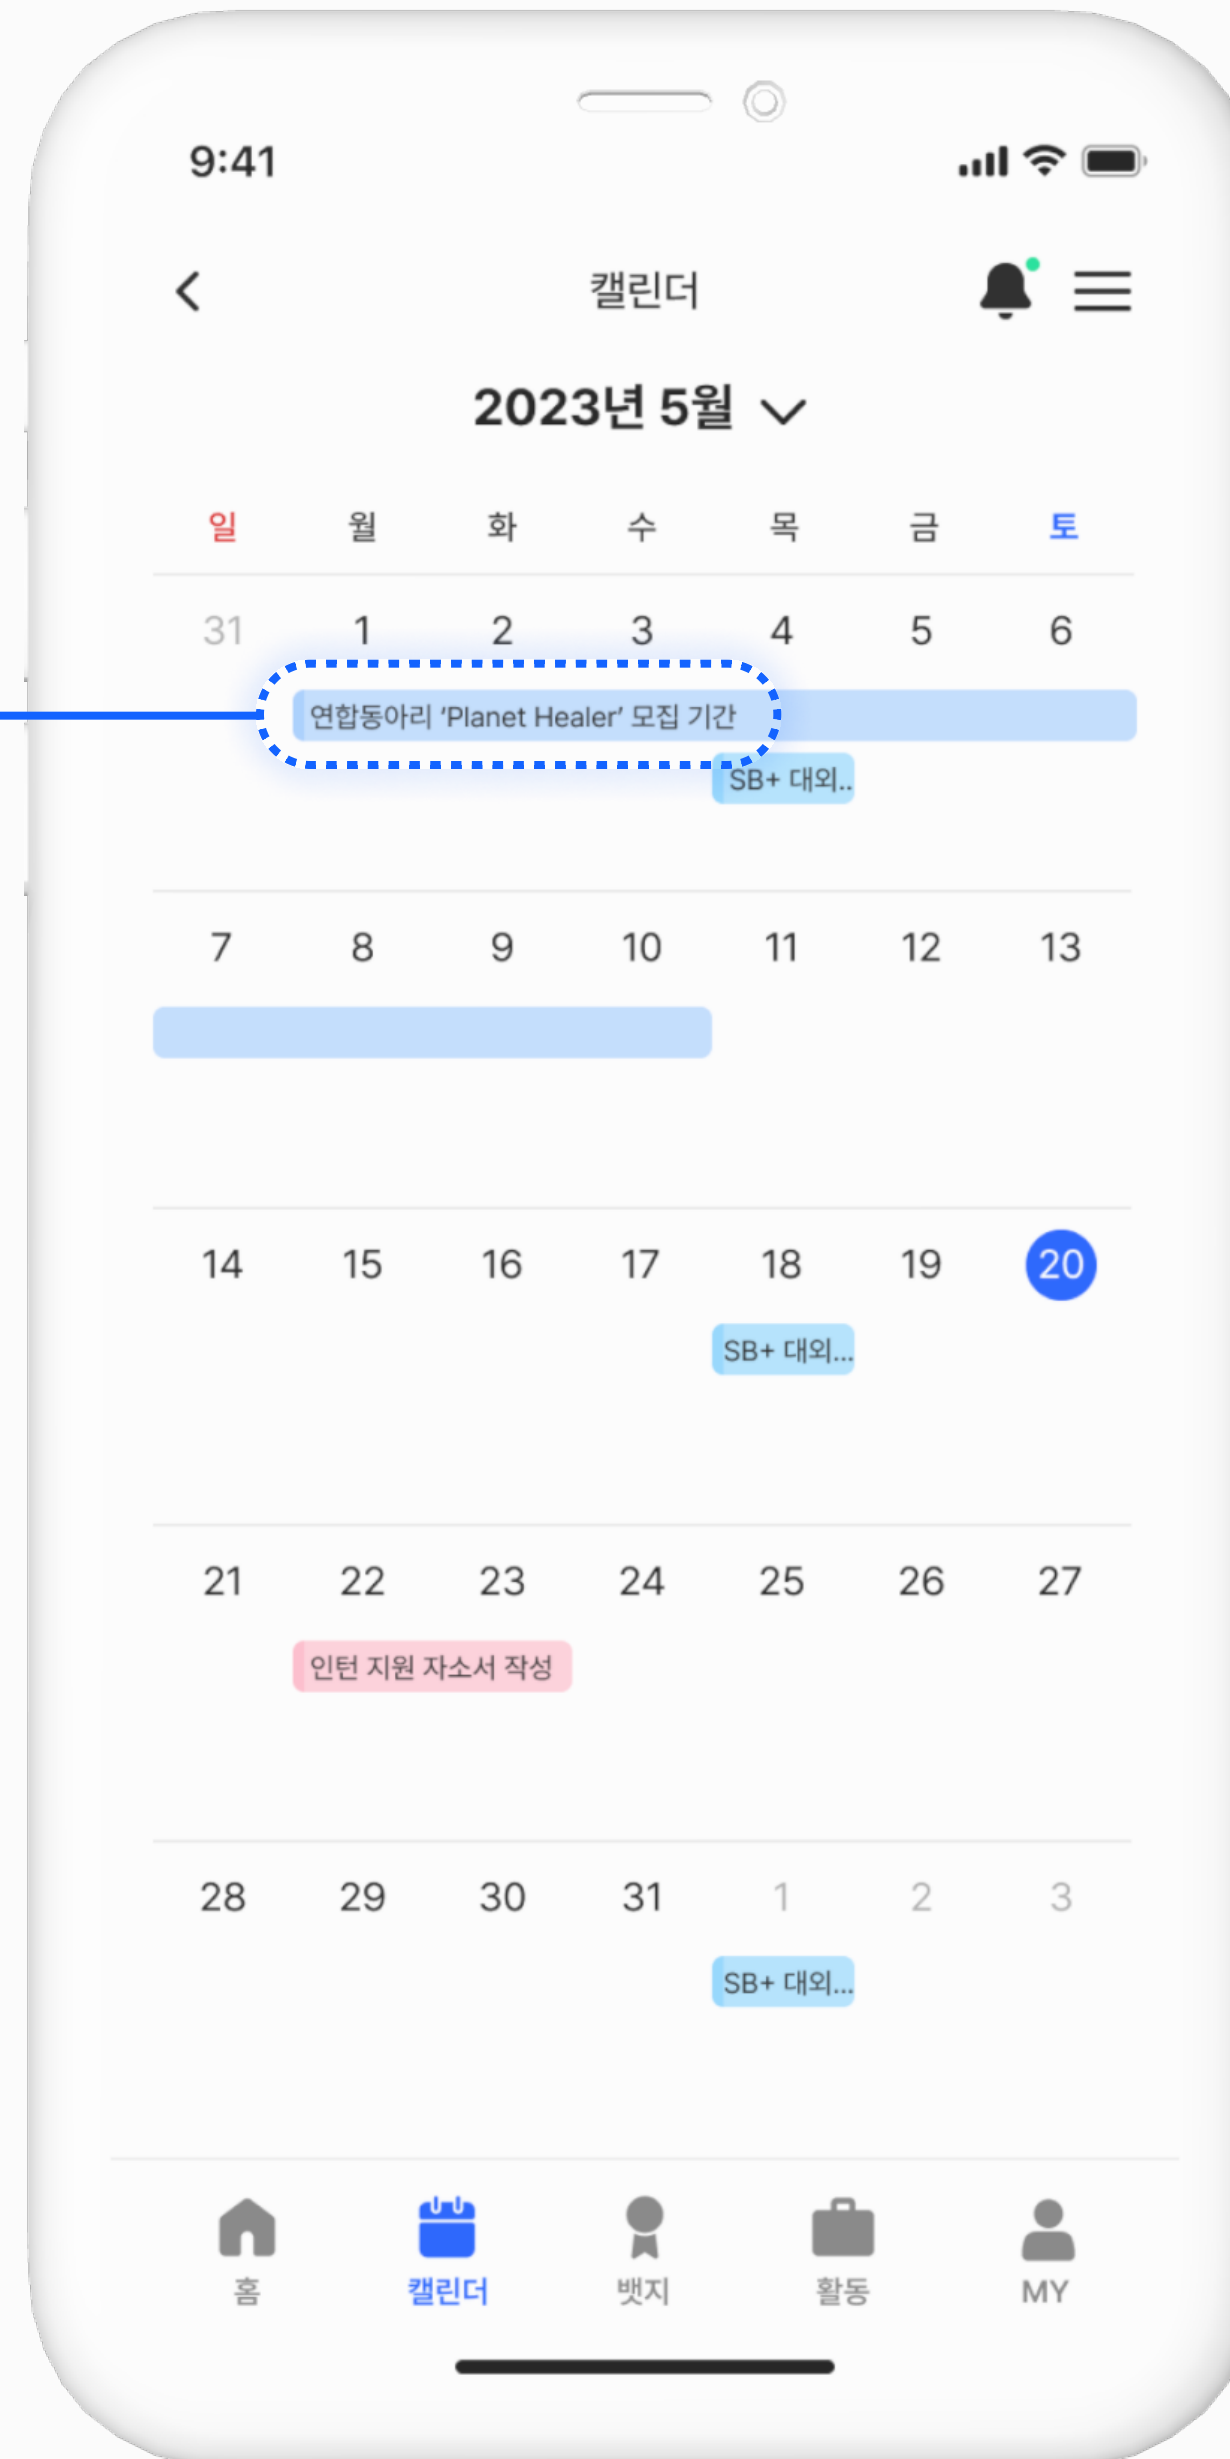 9:41
캘린더
2023년 5월
일 월 화 수 목 금 토
31 1 2 3 4 5 6
연합동아리 ‘Planet Healer’ 모집 기간
SB+ 대외..
7 8 9 10 11 12 13
14 15 16 17 18 19 20
SB+ 대외...
21 22 23 24 25 26 27
인턴 지원 자소서 작성
28 29 30 31 1 2 3
SB+ 대외...
홈 캘린더 뱃지 활동 MY